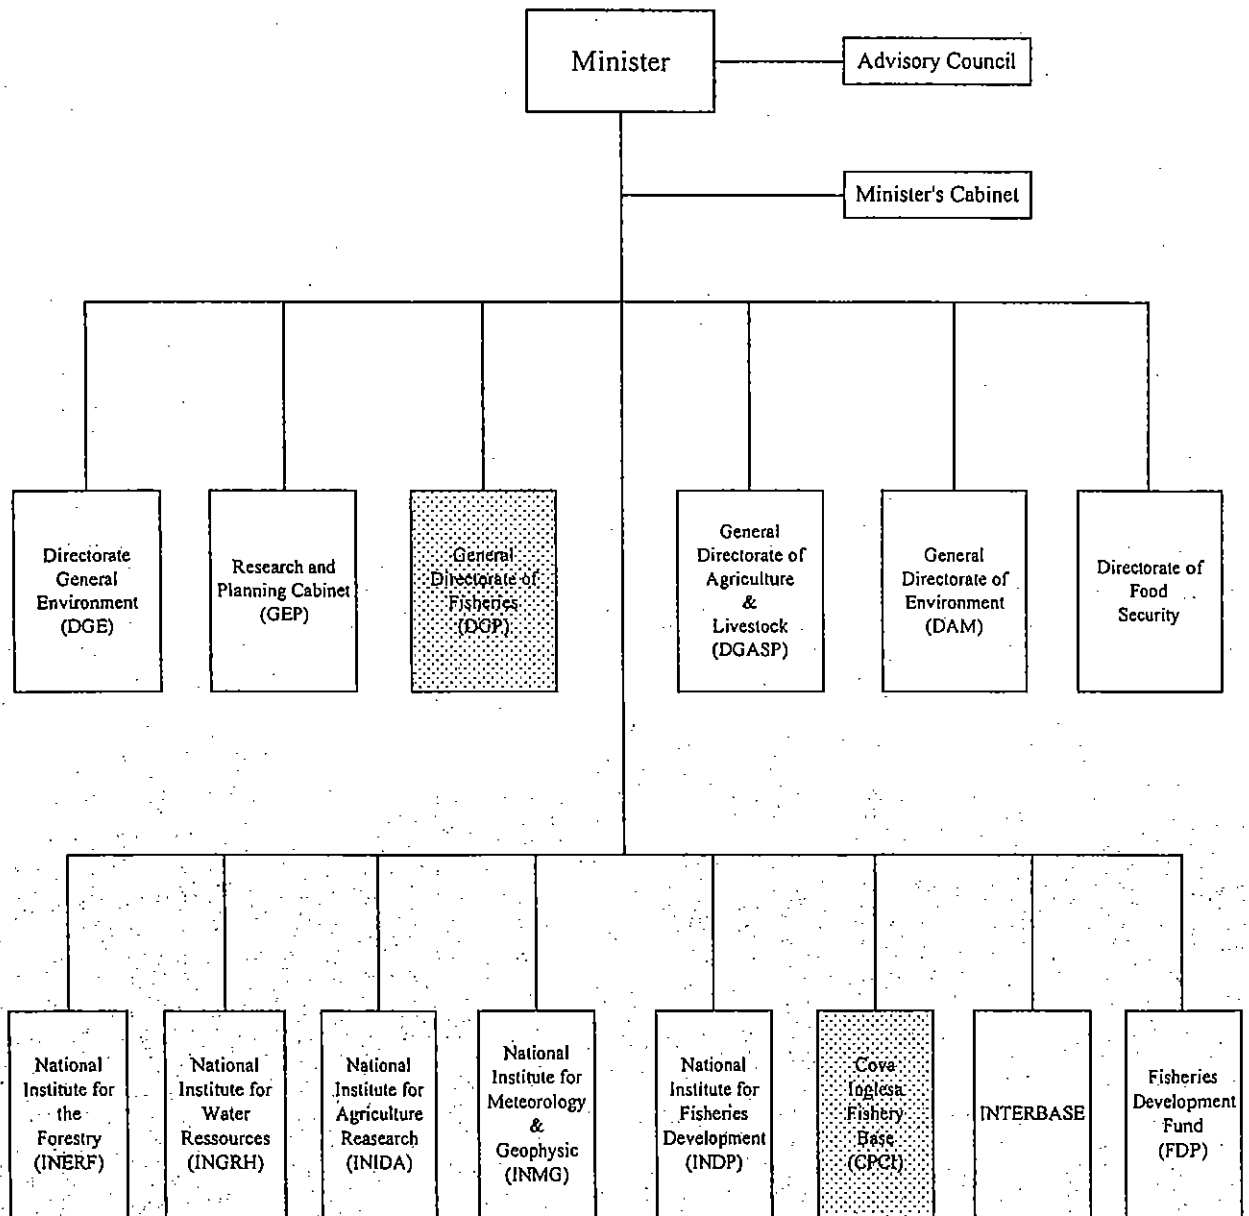 Minister
Advisory Council
Minister's Cabinet
Directorate
General
Environment
(DGE)
Research and
Planning Cabinet
(GEP)
General
Directorate of
Fisheries
(DGP)
General
Directorate of
Agriculture
&
Livestock
(DGASP)
General
Directorate of
Environment
(DAM)
Directorate of
Food
Security
National
Institute for
the
Forestry
(INERF)
National
Institute for
Water
Ressources
(INGRH)
National
Institute for
Agriculture
Reasearch
(INIDA)
National
Institute for
Meteorology
&
Geophysic
(INMG)
National
Institute for
Fisheries
Development
(INDP)
Cova
Inglesa
Fishery
Base
(CPCI)
INTERBASE
Fisheries
Development
Fund
(FDP)